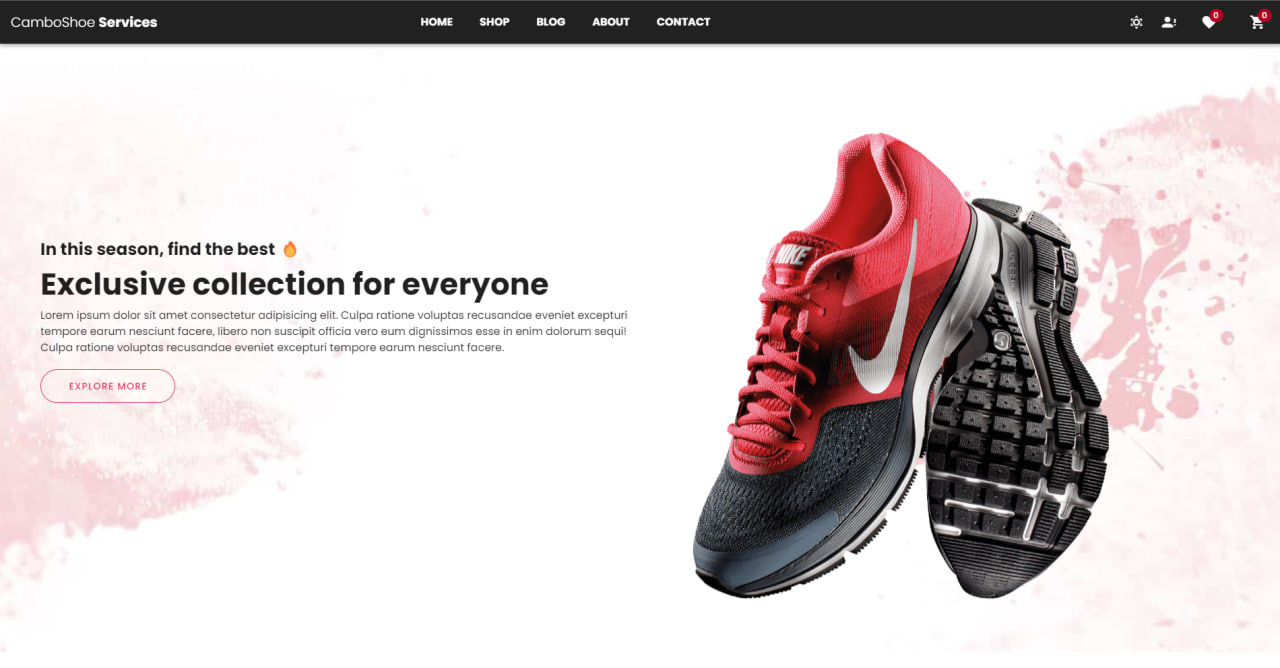 CamboShoe Services
HOME SHOP BLOG ABOUT CONTACT
0 0
In this season, find the best 🔥
Exclusive collection for everyone
Lorem ipsum dolor sit amet consectetur adipisicing elit. Culpa ratione voluptas recusandae eveniet excepturi
tempore earum nesciunt facere, libero non suscipit officia vero eum dignissimos esse in enim dolorum sequi!
Culpa ratione voluptas recusandae eveniet excepturi tempore earum nesciunt facere.
EXPLORE MORE
NIKE